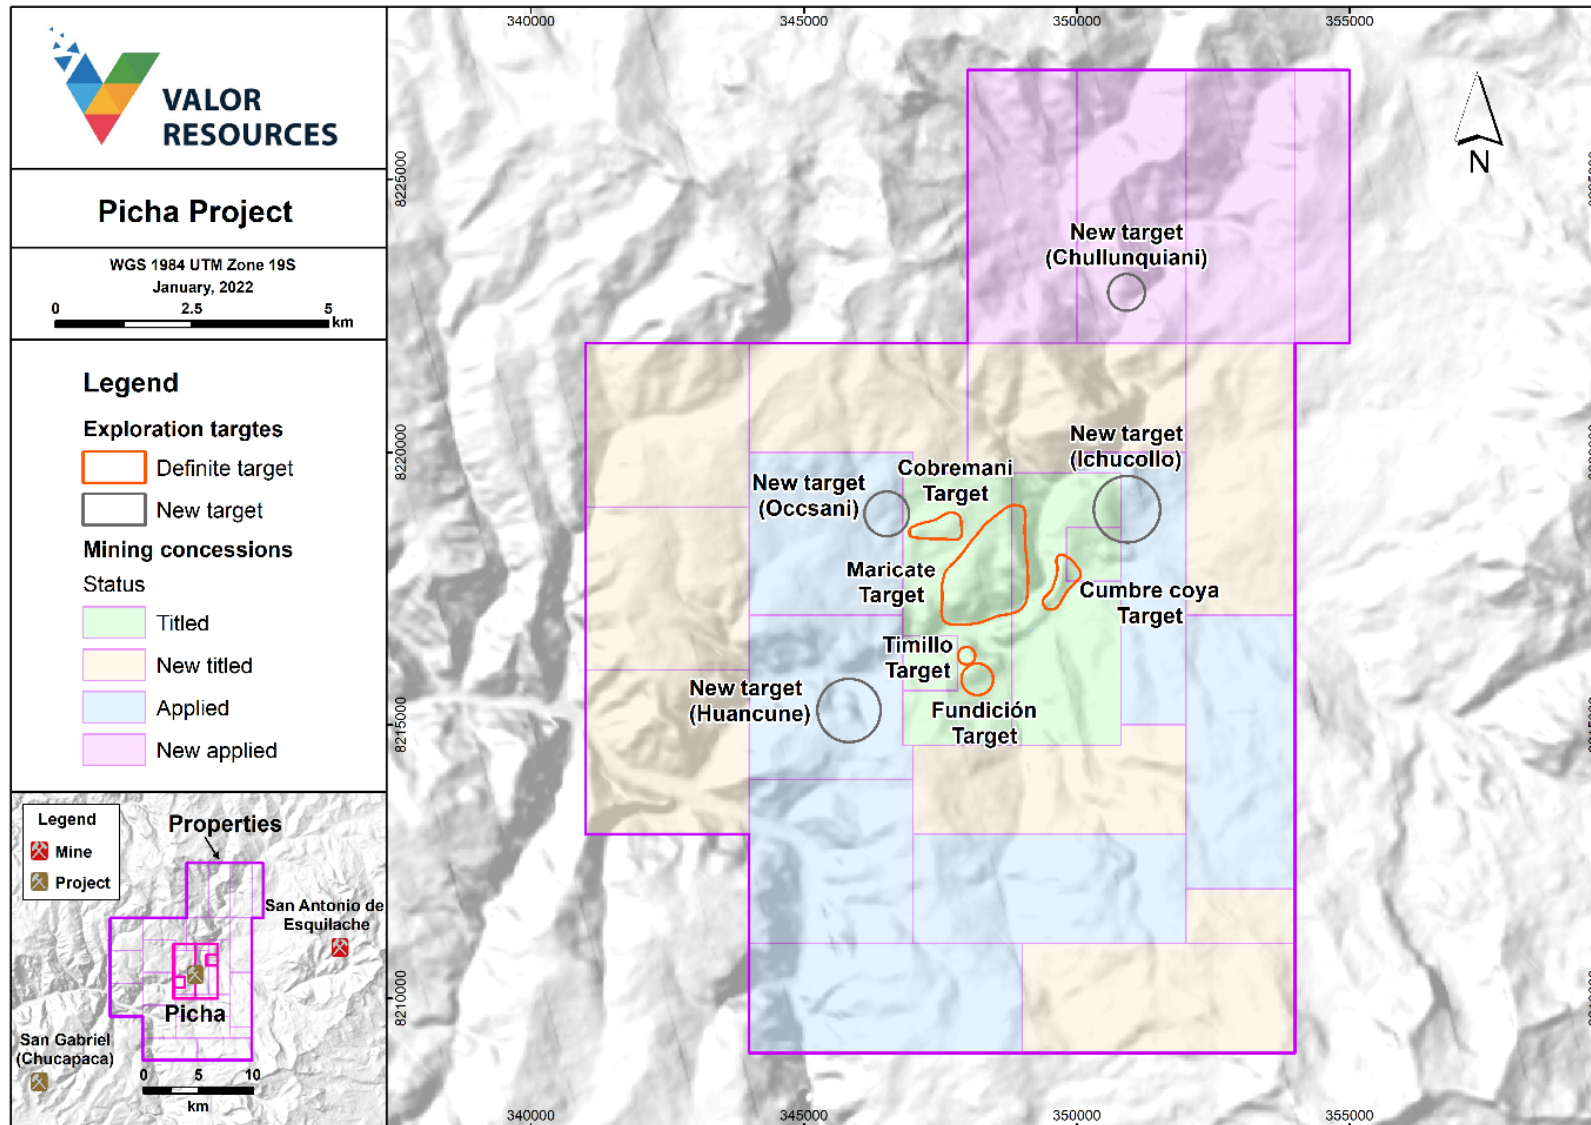 VALOR
RESOURCES
Picha Project
WGS 1984 UTM Zone 19S
January, 2022
0 2.5 5
km
Legend
Exploration targtes
Definite target
New target
Mining concessions
Status
Titled
New titled
Applied
New applied
Legend
Mine
Project
Properties
San Antonio de
Esquilache
Picha
San Gabriel
(Chucapaca)
0 5 10
km
340000 345000 350000 355000
8225000
8220000
8215000
8210000
N
New target
(Chullunquiani)
New target
(Ichucollo)
Cobremani
Target
New target
(Occsani)
Maricate
Target
Cumbre coya
Target
Timillo
Target
New target
(Huancune)
Fundición
Target
340000 345000 350000 355000